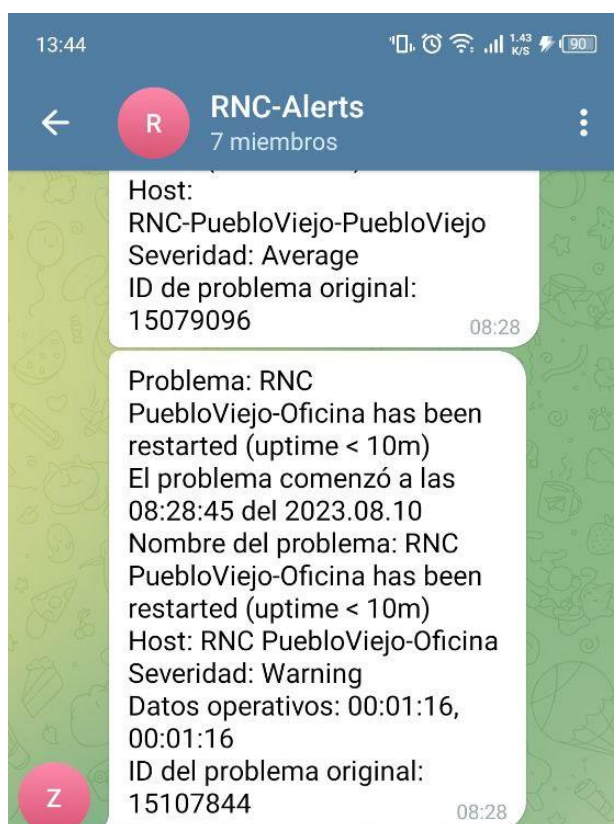 13:44
1.43
K/S
90
R
RNC-Alerts
7 miembros
Host:
RNC-PuebloViejo-PuebloViejo
Severidad: Average
ID de problema original:
15079096
08:28
Problema: RNC
PuebloViejo-Oficina has been
restarted (uptime < 10m)
El problema comenzó a las
08:28:45 del 2023.08.10
Nombre del problema: RNC
PuebloViejo-Oficina has been
restarted (uptime < 10m)
Host: RNC PuebloViejo-Oficina
Severidad: Warning
Datos operativos: 00:01:16,
00:01:16
ID del problema original:
15107844
08:28
Z